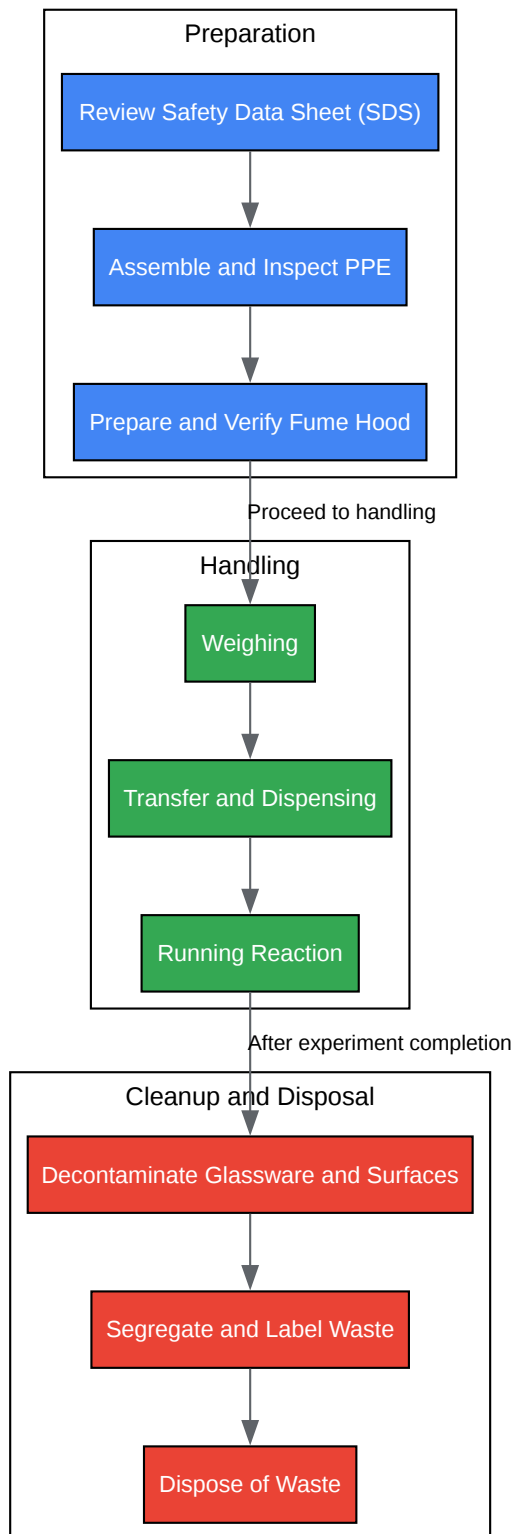 Preparation
Review Safety Data Sheet (SDS)
Assemble and Inspect PPE
Prepare and Verify Fume Hood
Proceed to handling
Handling
Weighing
Transfer and Dispensing
Running Reaction
After experiment completion
Cleanup and Disposal
Decontaminate Glassware and Surfaces
Segregate and Label Waste
Dispose of Waste